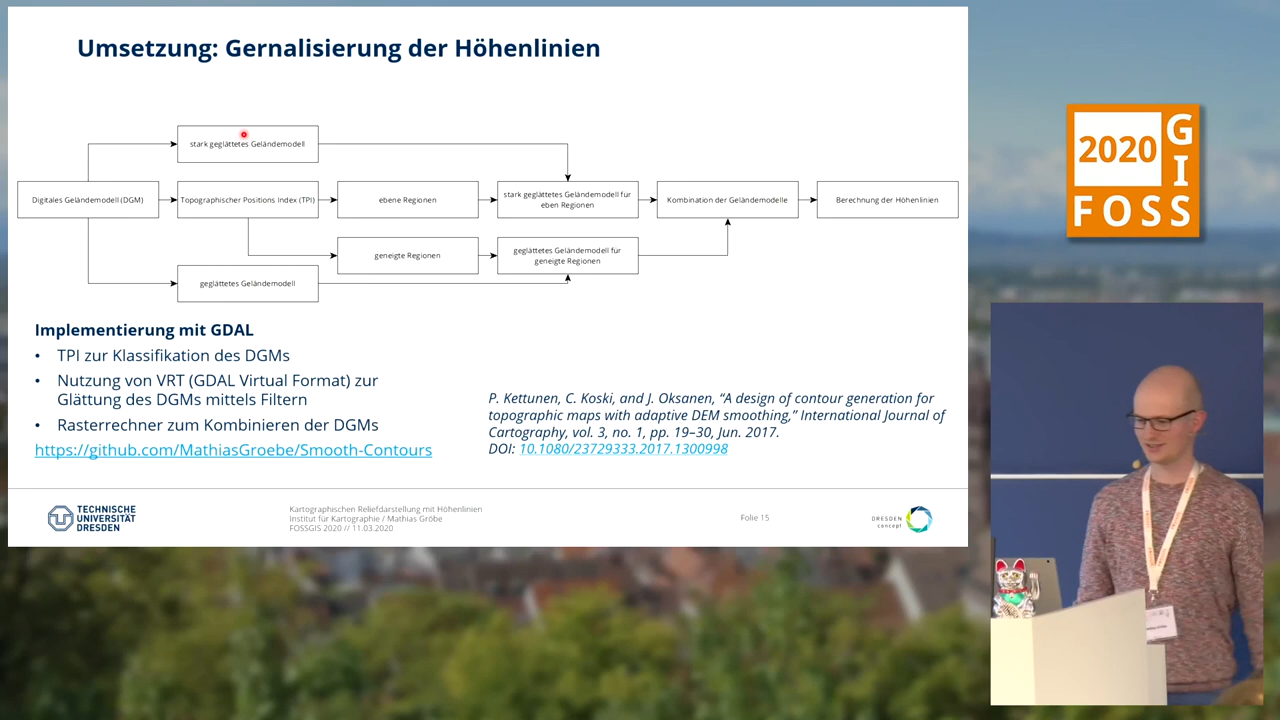 Umsetzung: Gernalisierung der Höhenlinien
stark geglättetes Geländemodell
Digitales Geländemodell (DGM)
Topographischer Positions Index (TPI)
ebene Regionen
stark geglättetes Geländemodell für
eben Regionen
Kombination der Geländemodelle
Berechnung der Höhenlinien
geneigte Regionen
geglättetes Geländemodell für
geneigte Regionen
geglättetes Geländemodell
Implementierung mit GDAL
• TPI zur Klassifikation des DGMs
• Nutzung von VRT (GDAL Virtual Format) zur
Glättung des DGMs mittels Filtern
• Rasterrechner zum Kombinieren der DGMs
https://github.com/MathiasGroebe/Smooth-Contours
P. Kettunen, C. Koski, and J. Oksanen, “A design of contour generation for
topographic maps with adaptive DEM smoothing,” International Journal of
Cartography, vol. 3, no. 1, pp. 19–30, Jun. 2017.
DOI: 10.1080/23729333.2017.1300998
TECHNISCHE
UNIVERSITÄT
DRESDEN
Kartographischen Reliefdarstellung mit Höhenlinien
Institut für Kartographie / Mathias Gröbe
FOSSGIS 2020 // 11.03.2020
Folie 15
DRESDEN
concept
2020
GIS
FOSS